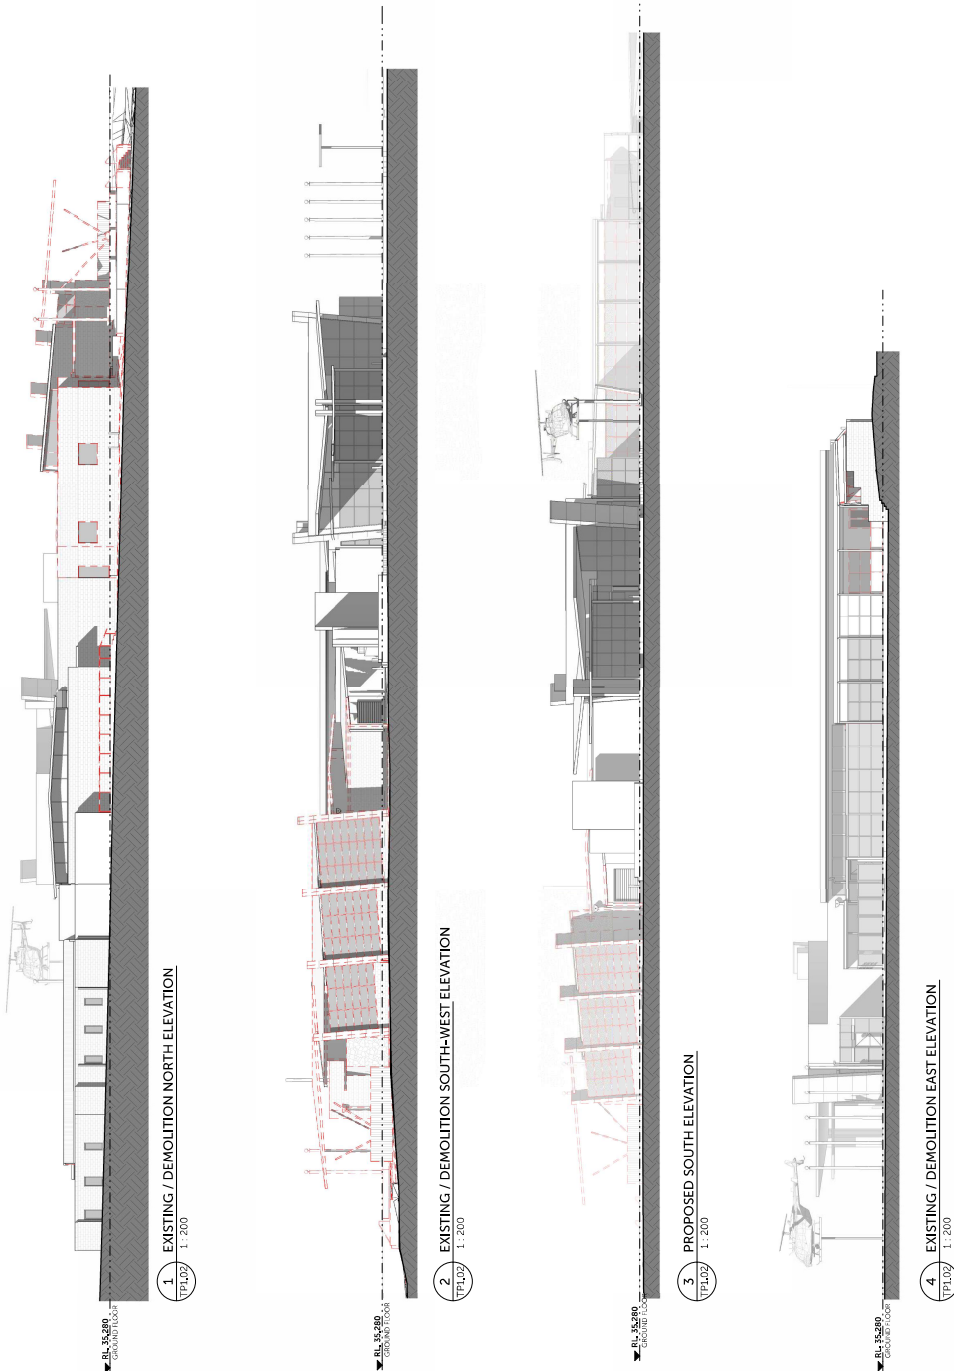 1
TP1.02
EXISTING / DEMOLITION NORTH ELEVATION
1 : 200
RL. 35.280
GROUND FLOOR
2
TP1.02
EXISTING / DEMOLITION SOUTH-WEST ELEVATION
1 : 200
RL. 35.280
GROUND FLOOR
3
TP1.02
PROPOSED SOUTH ELEVATION
1 : 200
RL. 35.280
GROUND FLOOR
4
TP1.02
EXISTING / DEMOLITION EAST ELEVATION
1 : 200
RL. 35.280
GROUND FLOOR